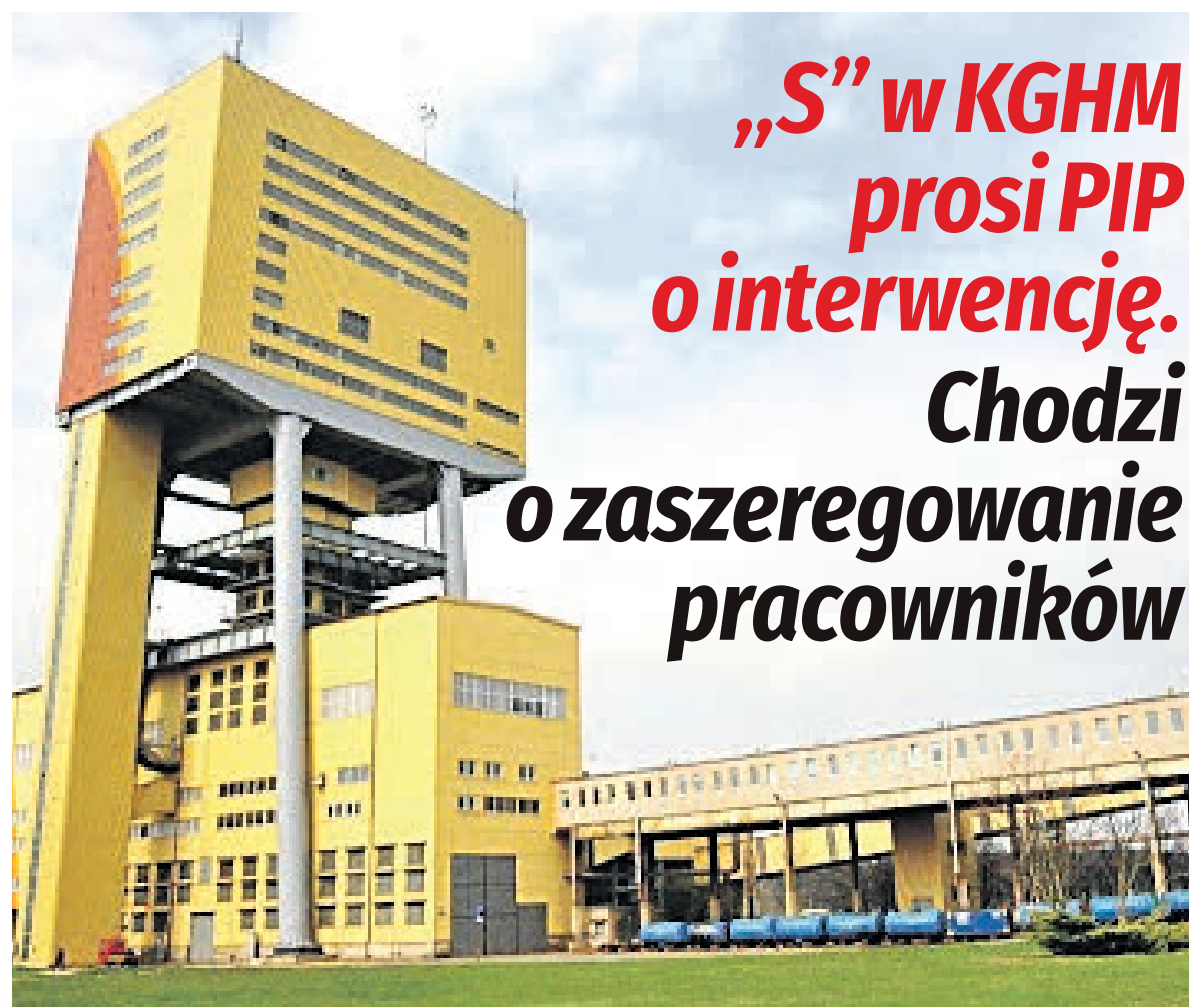 „S” w KGHM
prosi PIP
o interwencję.
Chodzi
o zaszeregowanie
pracowników